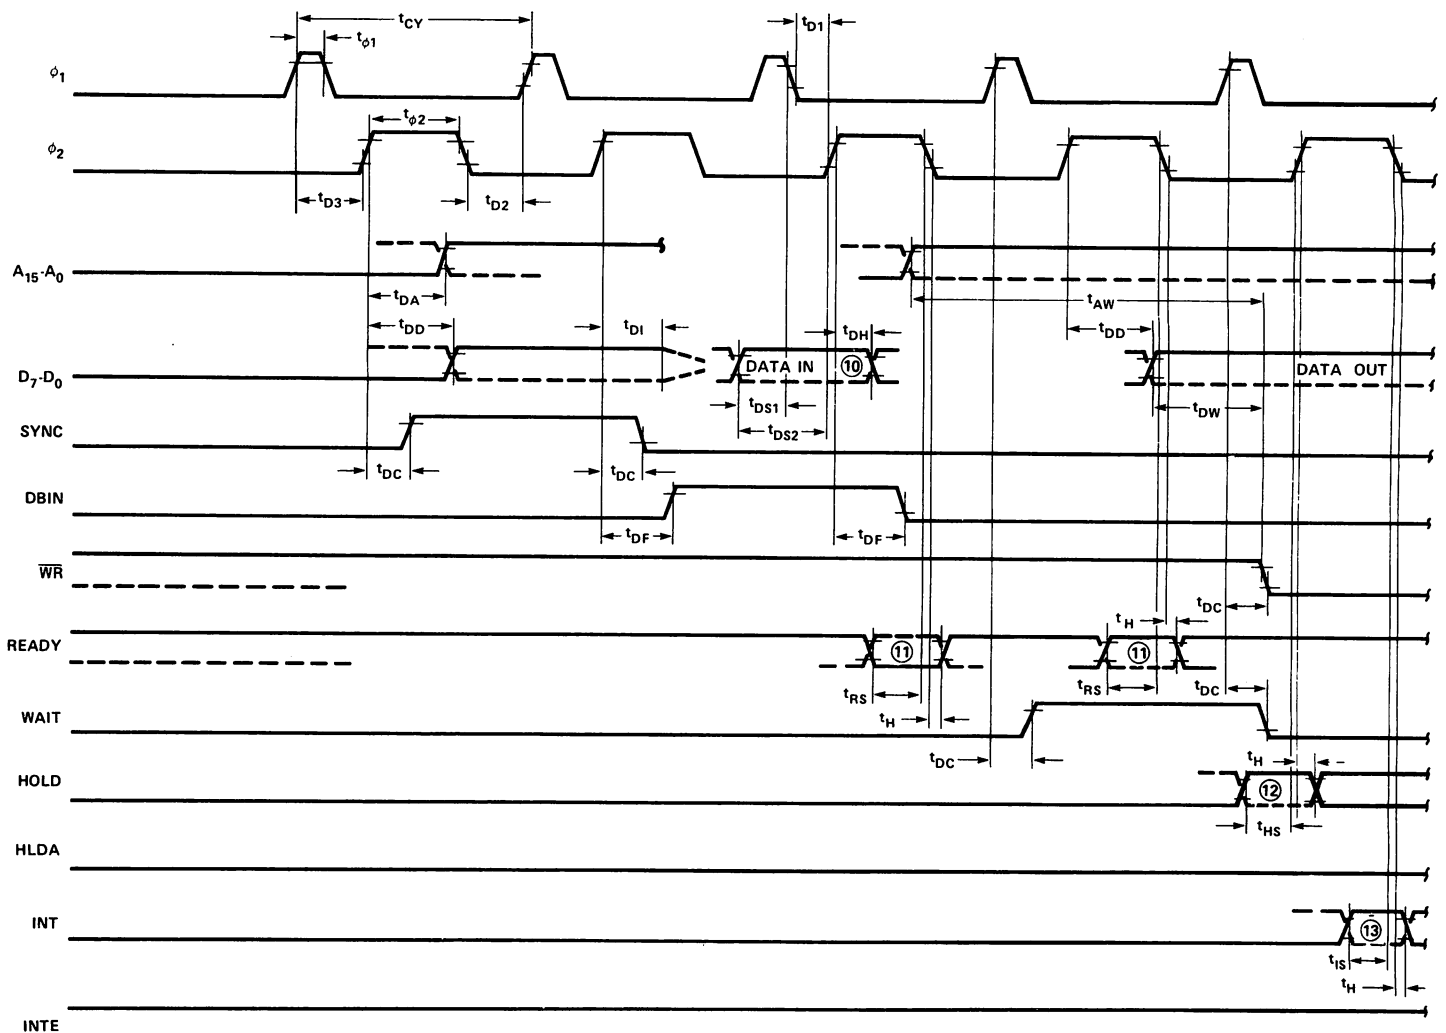 tCY
tD1
tφ1
φ1
tφ2
φ2
tD3
tD2
A15-A0
tDA
tAW
tDD
tDI
tDH
tDD
D7-D0
DATA IN
⑩
DATA OUT
tDS1
tDW
SYNC
tDS2
tDC
tDC
DBIN
tDF
tDF
WR
tDC
tH
READY
⑪
⑪
tRS
tRS
tDC
WAIT
tH
tDC
tH
HOLD
⑫
tHS
HLDA
INT
⑬
tIS
tH
INTE